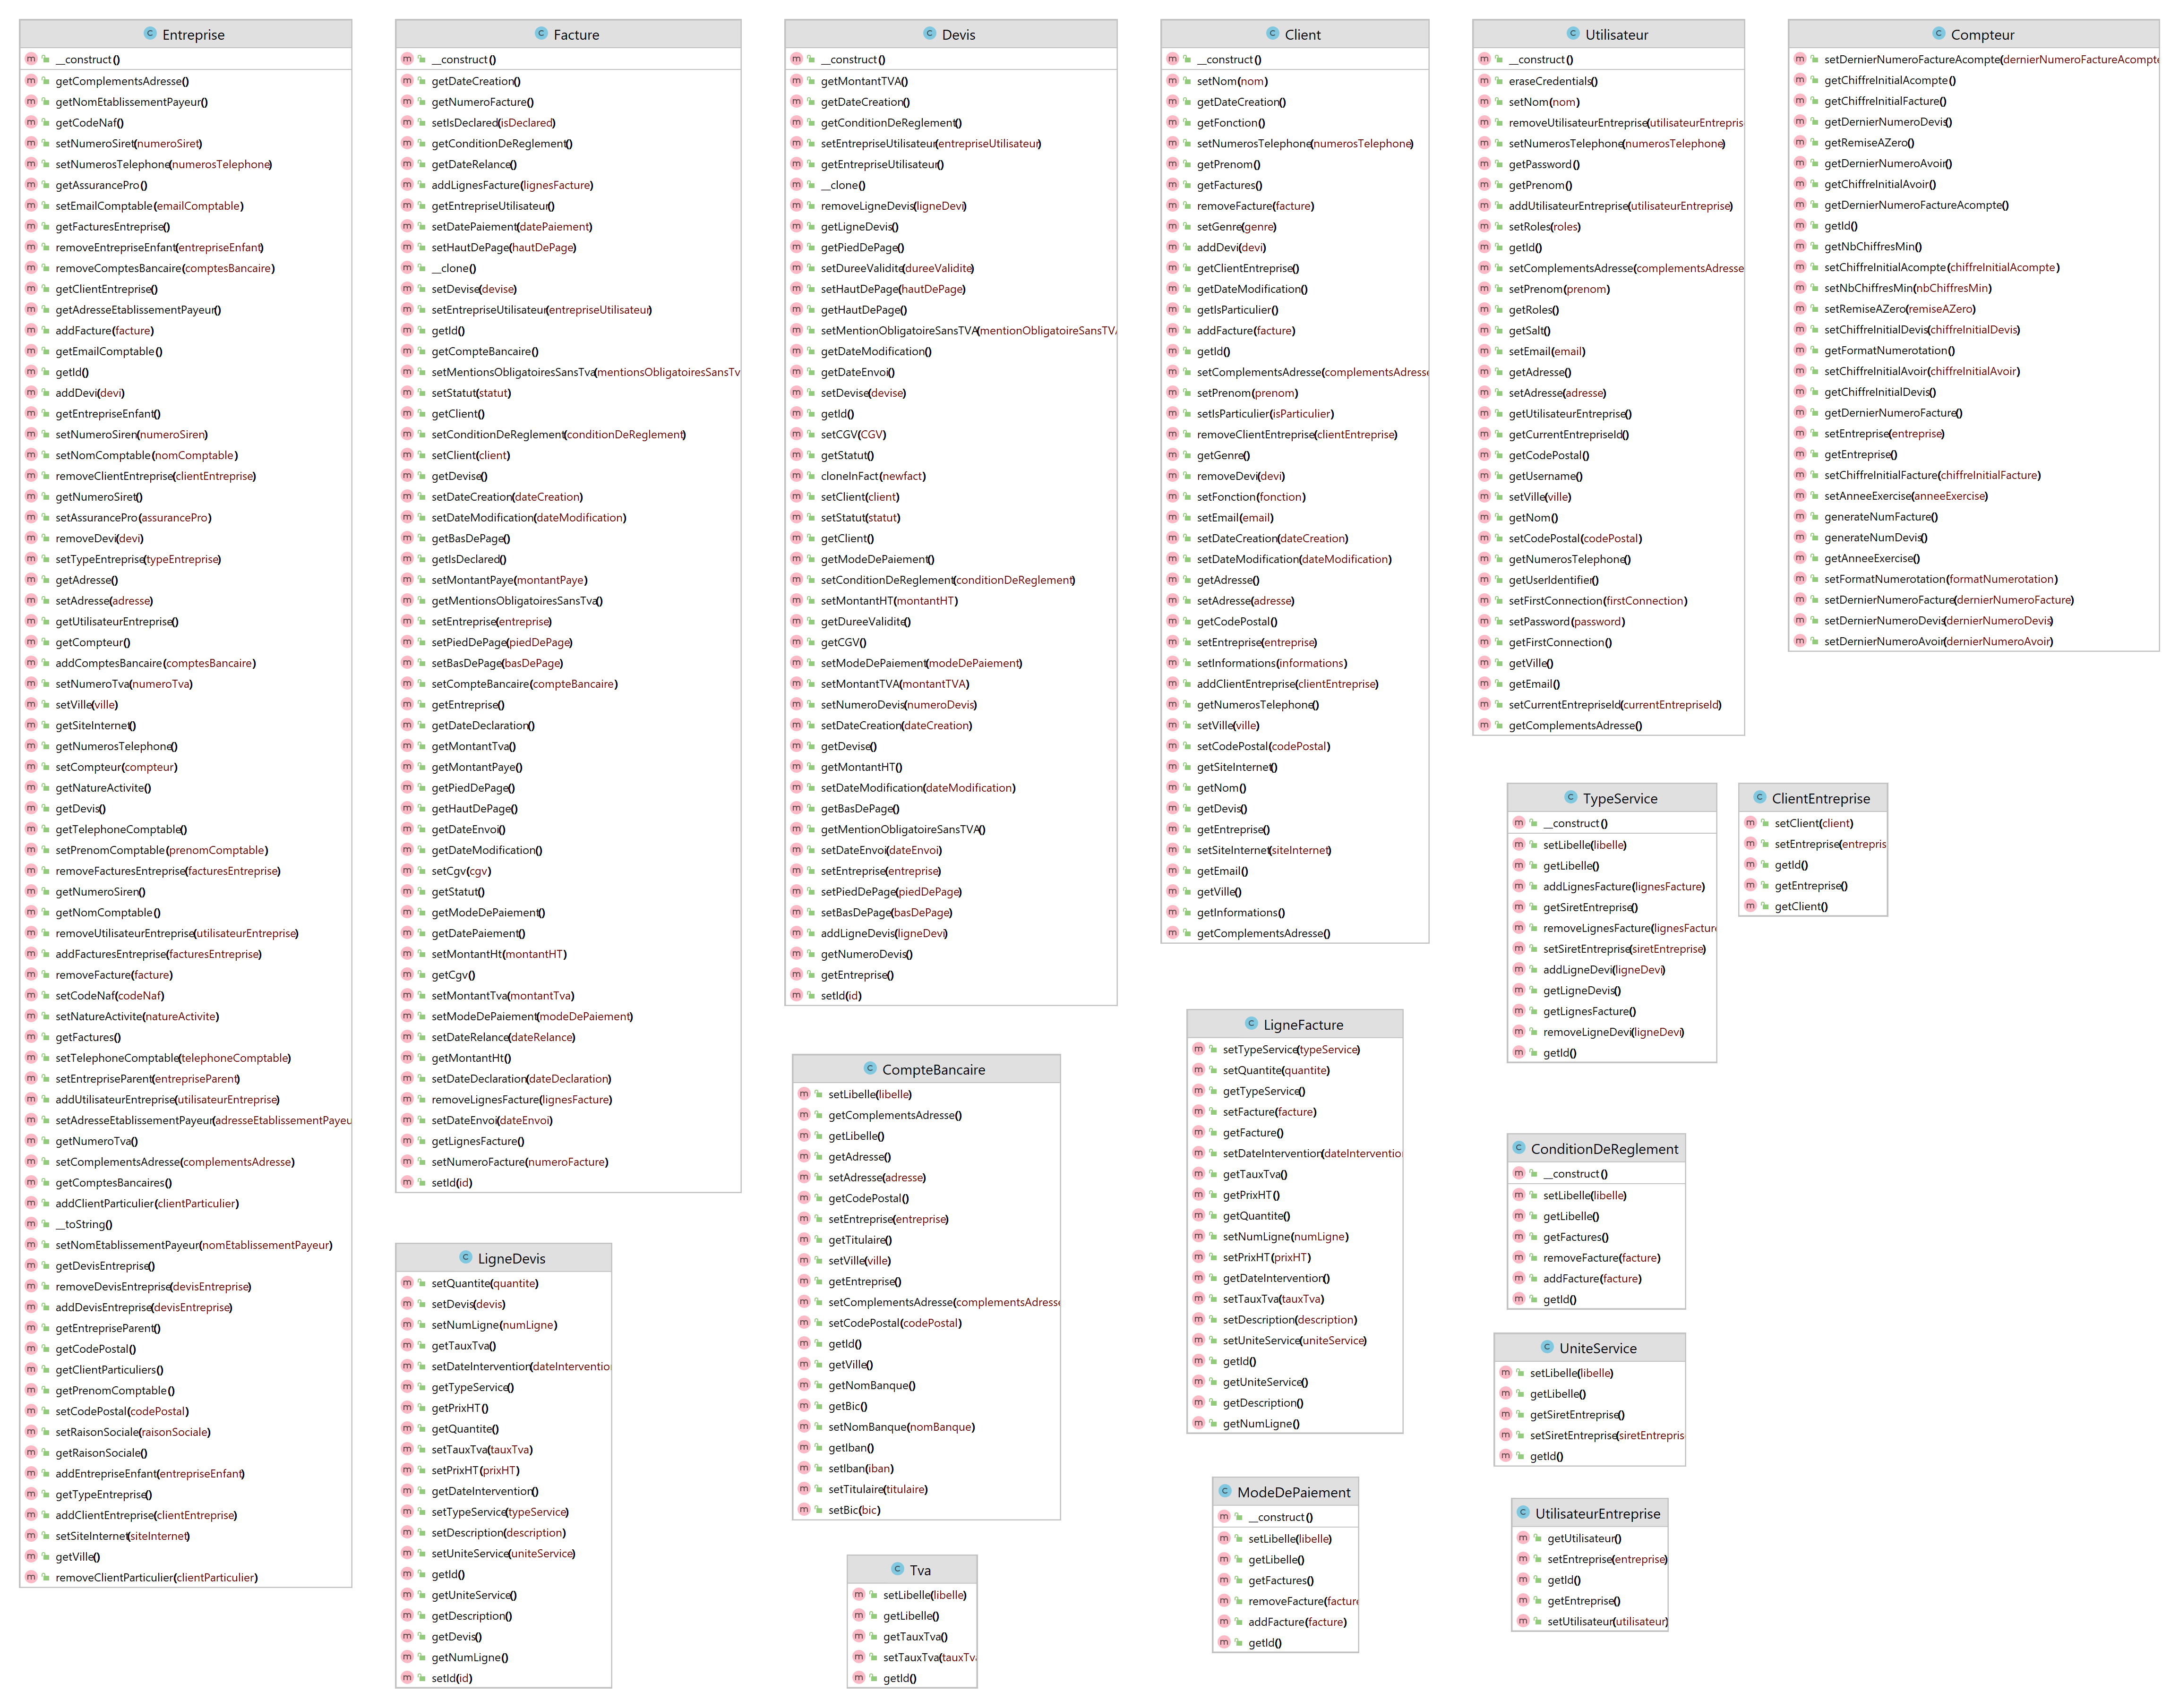 Entreprise
__construct()
getComplementsAdresse()
getNomEtablissementPayeur()
getCodeNaf()
setNumeroSiret(numeroSiret)
setNumerosTelephone(numerosTelephone)
getAssurancePro()
setEmailComptable(emailComptable)
getFacturesEntreprise()
removeEntrepriseEnfant(entrepriseEnfant)
removeComptesBancaire(comptesBancaire)
getClientEntreprise()
getAdresseEtablissementPayeur()
addFacture(facture)
getEmailComptable()
getId()
addDevi(devi)
getEntrepriseEnfant()
setNumeroSiren(numeroSiren)
setNomComptable(nomComptable)
removeClientEntreprise(clientEntreprise)
getNumeroSiret()
setAssurancePro(assurancePro)
removeDevi(devi)
setTypeEntreprise(typeEntreprise)
getAdresse()
setAdresse(adresse)
getUtilisateurEntreprise()
getCompteur()
addComptesBancaire(comptesBancaire)
setNumeroTva(numeroTva)
setVille(ville)
getSiteInternet()
getNumerosTelephone()
setCompteur(compteur)
getNatureActivite()
getDevis()
getTelephoneComptable()
setPrenomComptable(prenomComptable)
removeFacturesEntreprise(facturesEntreprise)
getNumeroSiren()
getNomComptable()
removeUtilisateurEntreprise(utilisateurEntreprise)
addFacturesEntreprise(facturesEntreprise)
removeFacture(facture)
setCodeNaf(codeNaf)
setNatureActivite(natureActivite)
getFactures()
setTelephoneComptable(telephoneComptable)
setEntrepriseParent(entrepriseParent)
addUtilisateurEntreprise(utilisateurEntreprise)
setAdresseEtablissementPayeur(adresseEtablissementPayeu
getNumeroTva()
setComplementsAdresse(complementsAdresse)
getComptesBancaires()
addClientParticulier(clientParticulier)
__toString()
setNomEtablissementPayeur(nomEtablissementPayeur)
getDevisEntreprise()
removeDevisEntreprise(devisEntreprise)
addDevisEntreprise(devisEntreprise)
getEntrepriseParent()
getCodePostal()
getClientParticuliers()
getPrenomComptable()
setCodePostal(codePostal)
setRaisonSociale(raisonSociale)
getRaisonSociale()
addEntrepriseEnfant(entrepriseEnfant)
getTypeEntreprise()
addClientEntreprise(clientEntreprise)
setSiteInternet(siteInternet)
getVille()
removeClientParticulier(clientParticulier)
Facture
__construct()
getDateCreation()
getNumeroFacture()
setIsDeclared(isDeclared)
getConditionDeReglement()
getDateRelance()
addLignesFacture(lignesFacture)
getEntrepriseUtilisateur()
setDatePaiement(datePaiement)
setHautDePage(hautDePage)
__clone()
setDevise(devise)
setEntrepriseUtilisateur(entrepriseUtilisateur)
getId()
getCompteBancaire()
setMentionsObligatoiresSansTva(mentionsObligatoiresSansTv
setStatut(statut)
getClient()
setConditionDeReglement(conditionDeReglement)
setClient(client)
getDevise()
setDateCreation(dateCreation)
setDateModification(dateModification)
getBasDePage()
getIsDeclared()
setMontantPaye(montantPaye)
getMentionsObligatoiresSansTva()
setEntreprise(entreprise)
setPiedDePage(piedDePage)
setBasDePage(basDePage)
setCompteBancaire(compteBancaire)
getEntreprise()
getDateDeclaration()
getMontantTva()
getMontantPaye()
getPiedDePage()
getHautDePage()
getDateEnvoi()
getDateModification()
setCgv(cgv)
getStatut()
getModeDePaiement()
getDatePaiement()
setMontantHt(montantHT)
getCgv()
setMontantTva(montantTva)
setModeDePaiement(modeDePaiement)
setDateRelance(dateRelance)
getMontantHt()
setDateDeclaration(dateDeclaration)
removeLignesFacture(lignesFacture)
setDateEnvoi(dateEnvoi)
getLignesFacture()
setNumeroFacture(numeroFacture)
setId(id)
LigneDevis
setQuantite(quantite)
setDevis(devis)
setNumLigne(numLigne)
getTauxTva()
setDateIntervention(dateInterventio
getTypeService()
getPrixHT()
getQuantite()
setTauxTva(tauxTva)
setPrixHT(prixHT)
getDateIntervention()
setTypeService(typeService)
setDescription(description)
setUniteService(uniteService)
getId()
getUniteService()
getDescription()
getDevis()
getNumLigne()
setId(id)
Devis
__construct()
getMontantTVA()
getDateCreation()
getConditionDeReglement()
setEntrepriseUtilisateur(entrepriseUtilisateur)
getEntrepriseUtilisateur()
__clone()
removeLigneDevis(ligneDevi)
getLigneDevis()
getPiedDePage()
setDureeValidite(dureeValidite)
setHautDePage(hautDePage)
getHautDePage()
setMentionObligatoireSansTVA(mentionObligatoireSansTV
getDateModification()
getDateEnvoi()
setDevise(devise)
getId()
setCGV(CGV)
getStatut()
cloneInFact(newfact)
setClient(client)
setStatut(statut)
getClient()
getModeDePaiement()
setConditionDeReglement(conditionDeReglement)
setMontantHT(montantHT)
getDureeValidite()
getCGV()
setModeDePaiement(modeDePaiement)
setMontantTVA(montantTVA)
setNumeroDevis(numeroDevis)
setDateCreation(dateCreation)
getDevise()
getMontantHT()
setDateModification(dateModification)
getBasDePage()
getMentionObligatoireSansTVA()
setDateEnvoi(dateEnvoi)
setEntreprise(entreprise)
setPiedDePage(piedDePage)
setBasDePage(basDePage)
addLigneDevis(ligneDevi)
getNumeroDevis()
getEntreprise()
setId(id)
CompteBancaire
setLibelle(libelle)
getComplementsAdresse()
getLibelle()
getAdresse()
setAdresse(adresse)
getCodePostal()
setEntreprise(entreprise)
getTitulaire()
setVille(ville)
getEntreprise()
setComplementsAdresse(complementsAdresse
setCodePostal(codePostal)
getId()
getVille()
getNomBanque()
getBic()
setNomBanque(nomBanque)
getIban()
setIban(iban)
setTitulaire(titulaire)
setBic(bic)
Tva
setLibelle(libelle)
getLibelle()
getTauxTva()
setTauxTva(tauxTv
getId()
Client
__construct()
setNom(nom)
getDateCreation()
getFonction()
setNumerosTelephone(numerosTelephone)
getPrenom()
getFactures()
removeFacture(facture)
setGenre(genre)
addDevi(devi)
getClientEntreprise()
getDateModification()
getIsParticulier()
addFacture(facture)
getId()
setComplementsAdresse(complementsAdresse
setPrenom(prenom)
setIsParticulier(isParticulier)
removeClientEntreprise(clientEntreprise)
getGenre()
removeDevi(devi)
setFonction(fonction)
setEmail(email)
setDateCreation(dateCreation)
setDateModification(dateModification)
getAdresse()
setAdresse(adresse)
getCodePostal()
setEntreprise(entreprise)
setInformations(informations)
addClientEntreprise(clientEntreprise)
getNumerosTelephone()
setVille(ville)
setCodePostal(codePostal)
getSiteInternet()
getNom()
getDevis()
getEntreprise()
setSiteInternet(siteInternet)
getEmail()
getVille()
getInformations()
getComplementsAdresse()
LigneFacture
setTypeService(typeService)
setQuantite(quantite)
getTypeService()
setFacture(facture)
getFacture()
setDateIntervention(dateInterventio
getTauxTva()
getPrixHT()
getQuantite()
setNumLigne(numLigne)
setPrixHT(prixHT)
getDateIntervention()
setTauxTva(tauxTva)
setDescription(description)
setUniteService(uniteService)
getId()
getUniteService()
getDescription()
getNumLigne()
ModeDePaiement
__construct()
setLibelle(libelle)
getLibelle()
getFactures()
removeFacture(facture
addFacture(facture)
getId()
Utilisateur
__construct()
eraseCredentials()
setNom(nom)
removeUtilisateurEntreprise(utilisateurEntrepris
setNumerosTelephone(numerosTelephone)
getPassword()
getPrenom()
addUtilisateurEntreprise(utilisateurEntreprise)
setRoles(roles)
getId()
setComplementsAdresse(complementsAdresse
setPrenom(prenom)
getRoles()
getSalt()
setEmail(email)
getAdresse()
setAdresse(adresse)
getUtilisateurEntreprise()
getCurrentEntrepriseId()
getCodePostal()
getUsername()
setVille(ville)
getNom()
setCodePostal(codePostal)
getNumerosTelephone()
getUserIdentifier()
setFirstConnection(firstConnection)
setPassword(password)
getFirstConnection()
getVille()
getEmail()
setCurrentEntrepriseId(currentEntrepriseId)
getComplementsAdresse()
TypeService
__construct()
setLibelle(libelle)
getLibelle()
addLignesFacture(lignesFacture)
getSiretEntreprise()
removeLignesFacture(lignesFacture
setSiretEntreprise(siretEntreprise)
addLigneDevi(ligneDevi)
getLigneDevis()
getLignesFacture()
removeLigneDevi(ligneDevi)
getId()
ConditionDeReglement
__construct()
setLibelle(libelle)
getLibelle()
getFactures()
removeFacture(facture)
addFacture(facture)
getId()
UniteService
setLibelle(libelle)
getLibelle()
getSiretEntreprise()
setSiretEntreprise(siretEntrepris
getId()
UtilisateurEntreprise
getUtilisateur()
setEntreprise(entreprise)
getId()
getEntreprise()
setUtilisateur(utilisateur)
Compteur
setDernierNumeroFactureAcompte(dernierNumeroFactureAcompte
getChiffreInitialAcompte()
getChiffreInitialFacture()
getDernierNumeroDevis()
getRemiseAZero()
getDernierNumeroAvoir()
getChiffreInitialAvoir()
getDernierNumeroFactureAcompte()
getId()
getNbChiffresMin()
setChiffreInitialAcompte(chiffreInitialAcompte)
setNbChiffresMin(nbChiffresMin)
setRemiseAZero(remiseAZero)
setChiffreInitialDevis(chiffreInitialDevis)
getFormatNumerotation()
setChiffreInitialAvoir(chiffreInitialAvoir)
getChiffreInitialDevis()
getDernierNumeroFacture()
setEntreprise(entreprise)
getEntreprise()
setChiffreInitialFacture(chiffreInitialFacture)
setAnneeExercise(anneeExercise)
generateNumFacture()
generateNumDevis()
getAnneeExercise()
setFormatNumerotation(formatNumerotation)
setDernierNumeroFacture(dernierNumeroFacture)
setDernierNumeroDevis(dernierNumeroDevis)
setDernierNumeroAvoir(dernierNumeroAvoir)
ClientEntreprise
setClient(client)
setEntreprise(entrepris
getId()
getEntreprise()
getClient()